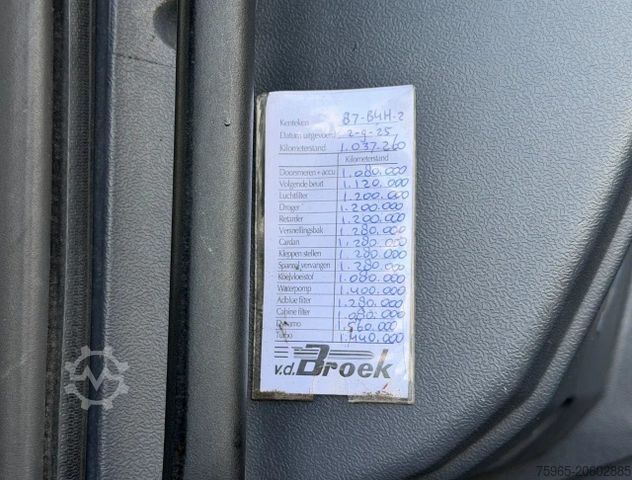 Kenteken 87-B4H-2
Datum uitgevoerd 2-9-25
Kilometerstand 1.037.260
Kilometerstand
Doorsmeren + accu 1.080.000
Volgende beurt 1.120.000
Luchtfilter 1.200.000
Droger 1.200.000
Retarder 1.200.000
Versnellingsbak 1.280.000
Cardan 1.280.000
Kleppen stellen 1.280.000
Spanrol vervangen 1.280.000
Koelvloeistof 1.080.000
Waterpomp 1.400.000
Adblue filter 1.280.000
Cabine filter 1.080.000
Dynamo 1.560.000
Turbo 1.440.000
v.d. Broek
75965-20602885